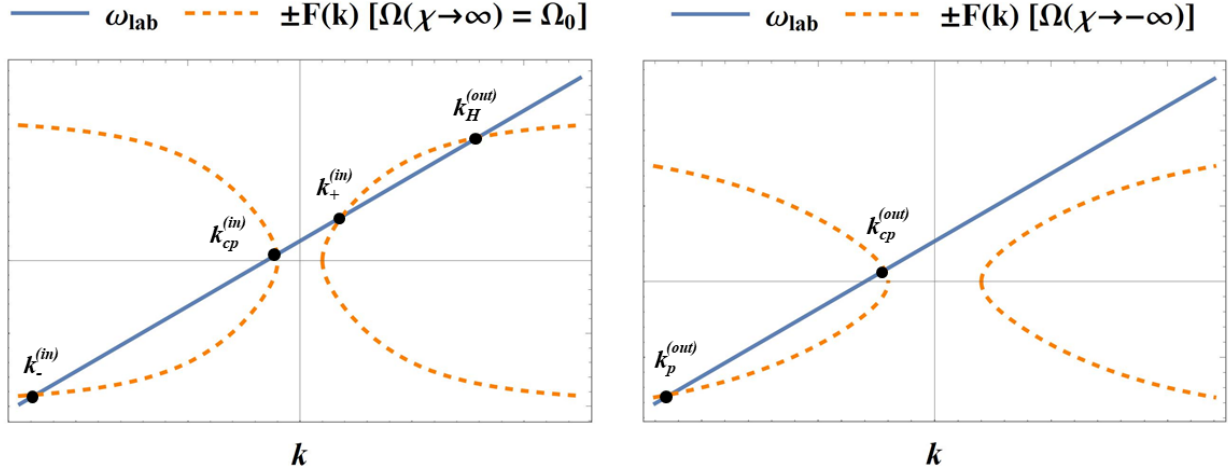 ω_lab ±F(k) [Ω(χ→∞) = Ω_0]
k_H^(out)
k_+^(in)
k_cp^(in)
k_-^(in)
k
ω_lab ±F(k) [Ω(χ→-∞)]
k_cp^(out)
k_p^(out)
k